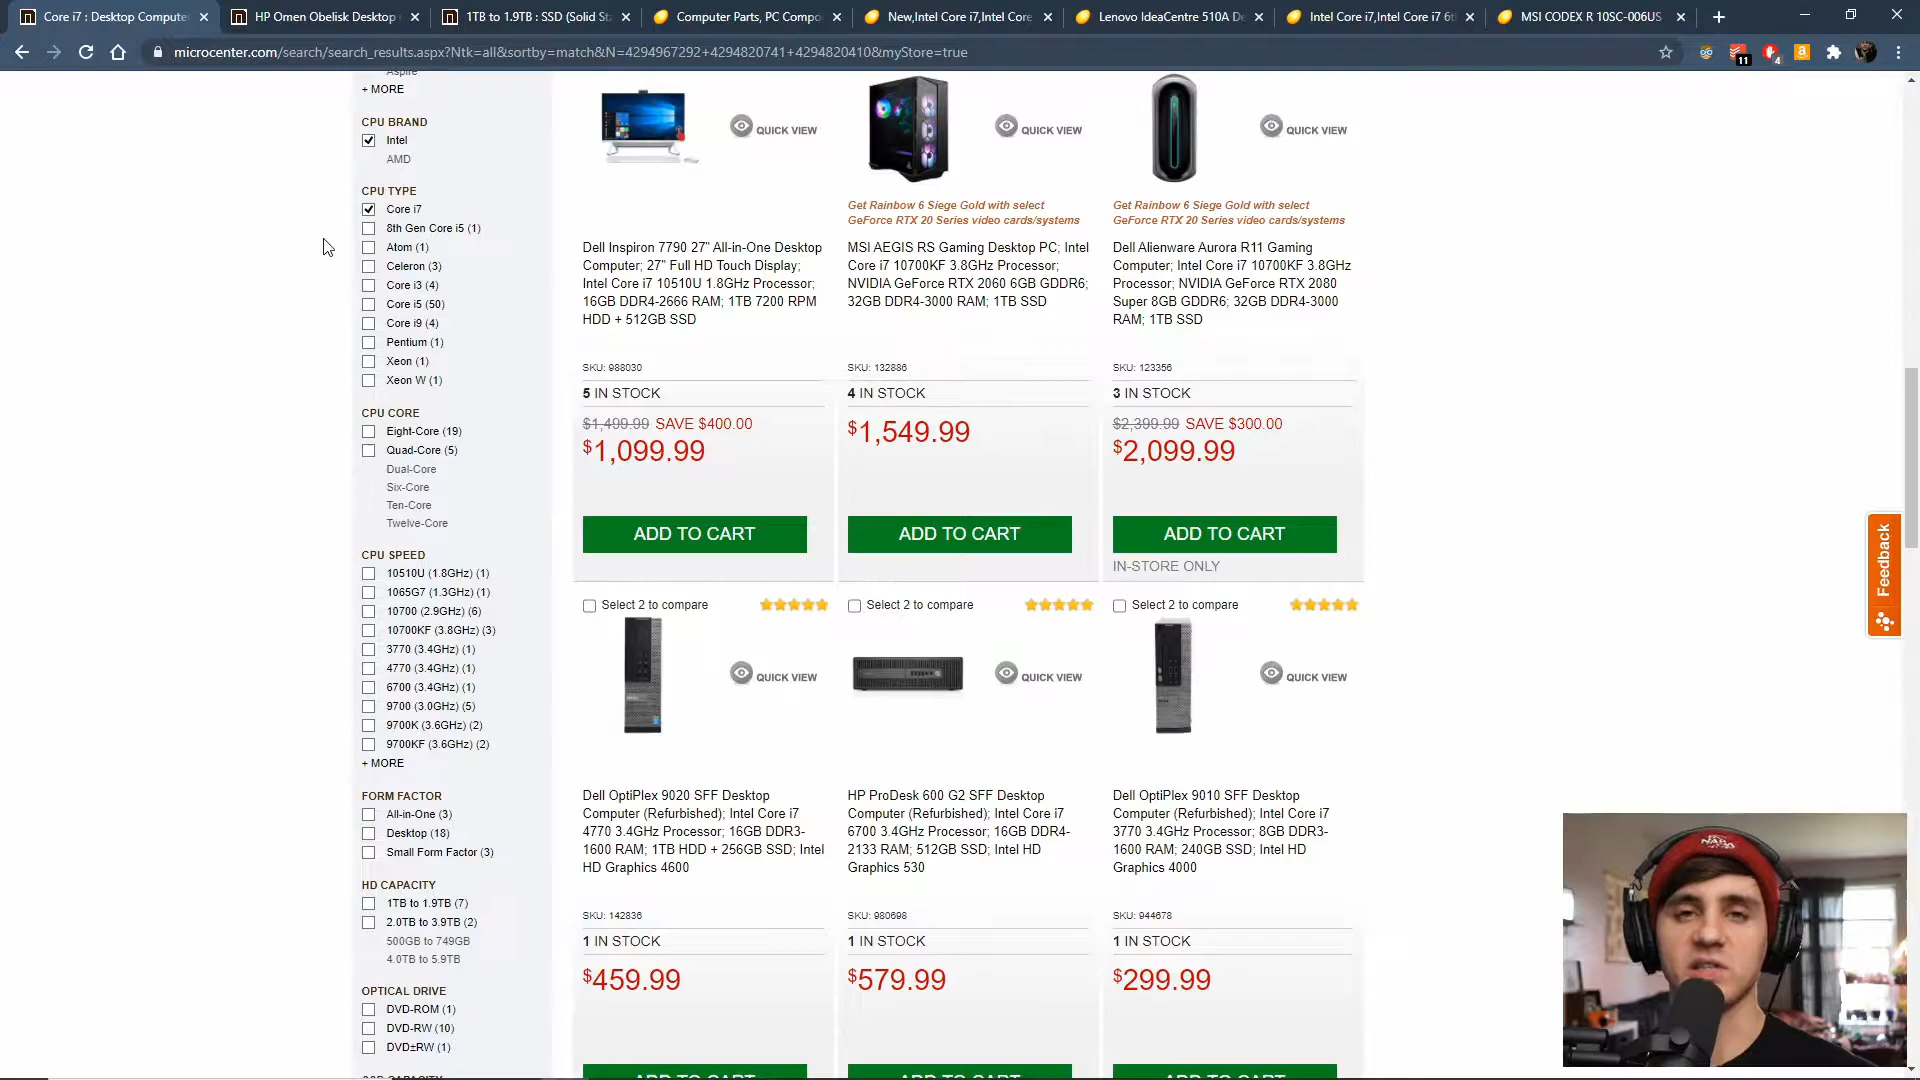 Core i7 : Desktop Computer
HP Omen Obelisk Desktop
1TB to 1.9TB : SSD (Solid St
Computer Parts, PC Compo
New,Intel Core i7,Intel Core
Lenovo IdeaCentre 510A De
Intel Core i7,Intel Core i7 6t
MSI CODEX R 10SC-006US
microcenter.com/search/search_results.aspx?Ntk=all&sortby=match&N=4294967292+4294820741+4294820410&myStore=true
11
4
Aspire
+ MORE
CPU BRAND
Intel
AMD
CPU TYPE
Core i7
8th Gen Core i5 (1)
Atom (1)
Celeron (3)
Core i3 (4)
Core i5 (50)
Core i9 (4)
Pentium (1)
Xeon (1)
Xeon W (1)
CPU CORE
Eight-Core (19)
Quad-Core (5)
Dual-Core
Six-Core
Ten-Core
Twelve-Core
CPU SPEED
10510U (1.8GHz) (1)
1065G7 (1.3GHz) (1)
10700 (2.9GHz) (6)
10700KF (3.8GHz) (3)
3770 (3.4GHz) (1)
4770 (3.4GHz) (1)
6700 (3.4GHz) (1)
9700 (3.0GHz) (5)
9700K (3.6GHz) (2)
9700KF (3.6GHz) (2)
+ MORE
FORM FACTOR
All-in-One (3)
Desktop (18)
Small Form Factor (3)
HD CAPACITY
1TB to 1.9TB (7)
2.0TB to 3.9TB (2)
500GB to 749GB
4.0TB to 5.9TB
OPTICAL DRIVE
DVD-ROM (1)
DVD-RW (10)
DVD±RW (1)
QUICK VIEW
Dell Inspiron 7790 27" All-in-One Desktop
Computer; 27" Full HD Touch Display;
Intel Core i7 10510U 1.8GHz Processor;
16GB DDR4-2666 RAM; 1TB 7200 RPM
HDD + 512GB SSD
SKU: 988030
5 IN STOCK
$1,499.99 SAVE $400.00
$1,099.99
ADD TO CART
QUICK VIEW
Get Rainbow 6 Siege Gold with select
GeForce RTX 20 Series video cards/systems
MSI AEGIS RS Gaming Desktop PC; Intel
Core i7 10700KF 3.8GHz Processor;
NVIDIA GeForce RTX 2060 6GB GDDR6;
32GB DDR4-3000 RAM; 1TB SSD
SKU: 132886
4 IN STOCK
$1,549.99
ADD TO CART
QUICK VIEW
Get Rainbow 6 Siege Gold with select
GeForce RTX 20 Series video cards/systems
Dell Alienware Aurora R11 Gaming
Computer; Intel Core i7 10700KF 3.8GHz
Processor; NVIDIA GeForce RTX 2080
Super 8GB GDDR6; 32GB DDR4-3000
RAM; 1TB SSD
SKU: 123356
3 IN STOCK
$2,399.99 SAVE $300.00
$2,099.99
ADD TO CART
IN-STORE ONLY
Select 2 to compare
QUICK VIEW
Dell OptiPlex 9020 SFF Desktop
Computer (Refurbished); Intel Core i7
4770 3.4GHz Processor; 16GB DDR3-
1600 RAM; 1TB HDD + 256GB SSD; Intel
HD Graphics 4600
SKU: 142836
1 IN STOCK
$459.99
ADD TO CART
Select 2 to compare
QUICK VIEW
HP ProDesk 600 G2 SFF Desktop
Computer (Refurbished); Intel Core i7
6700 3.4GHz Processor; 16GB DDR4-
2133 RAM; 512GB SSD; Intel HD
Graphics 530
SKU: 980698
1 IN STOCK
$579.99
ADD TO CART
Select 2 to compare
QUICK VIEW
Dell OptiPlex 9010 SFF Desktop
Computer (Refurbished); Intel Core i7
3770 3.4GHz Processor; 8GB DDR3-
1600 RAM; 240GB SSD; Intel HD
Graphics 4000
SKU: 944678
1 IN STOCK
$299.99
ADD TO CART
Feedback